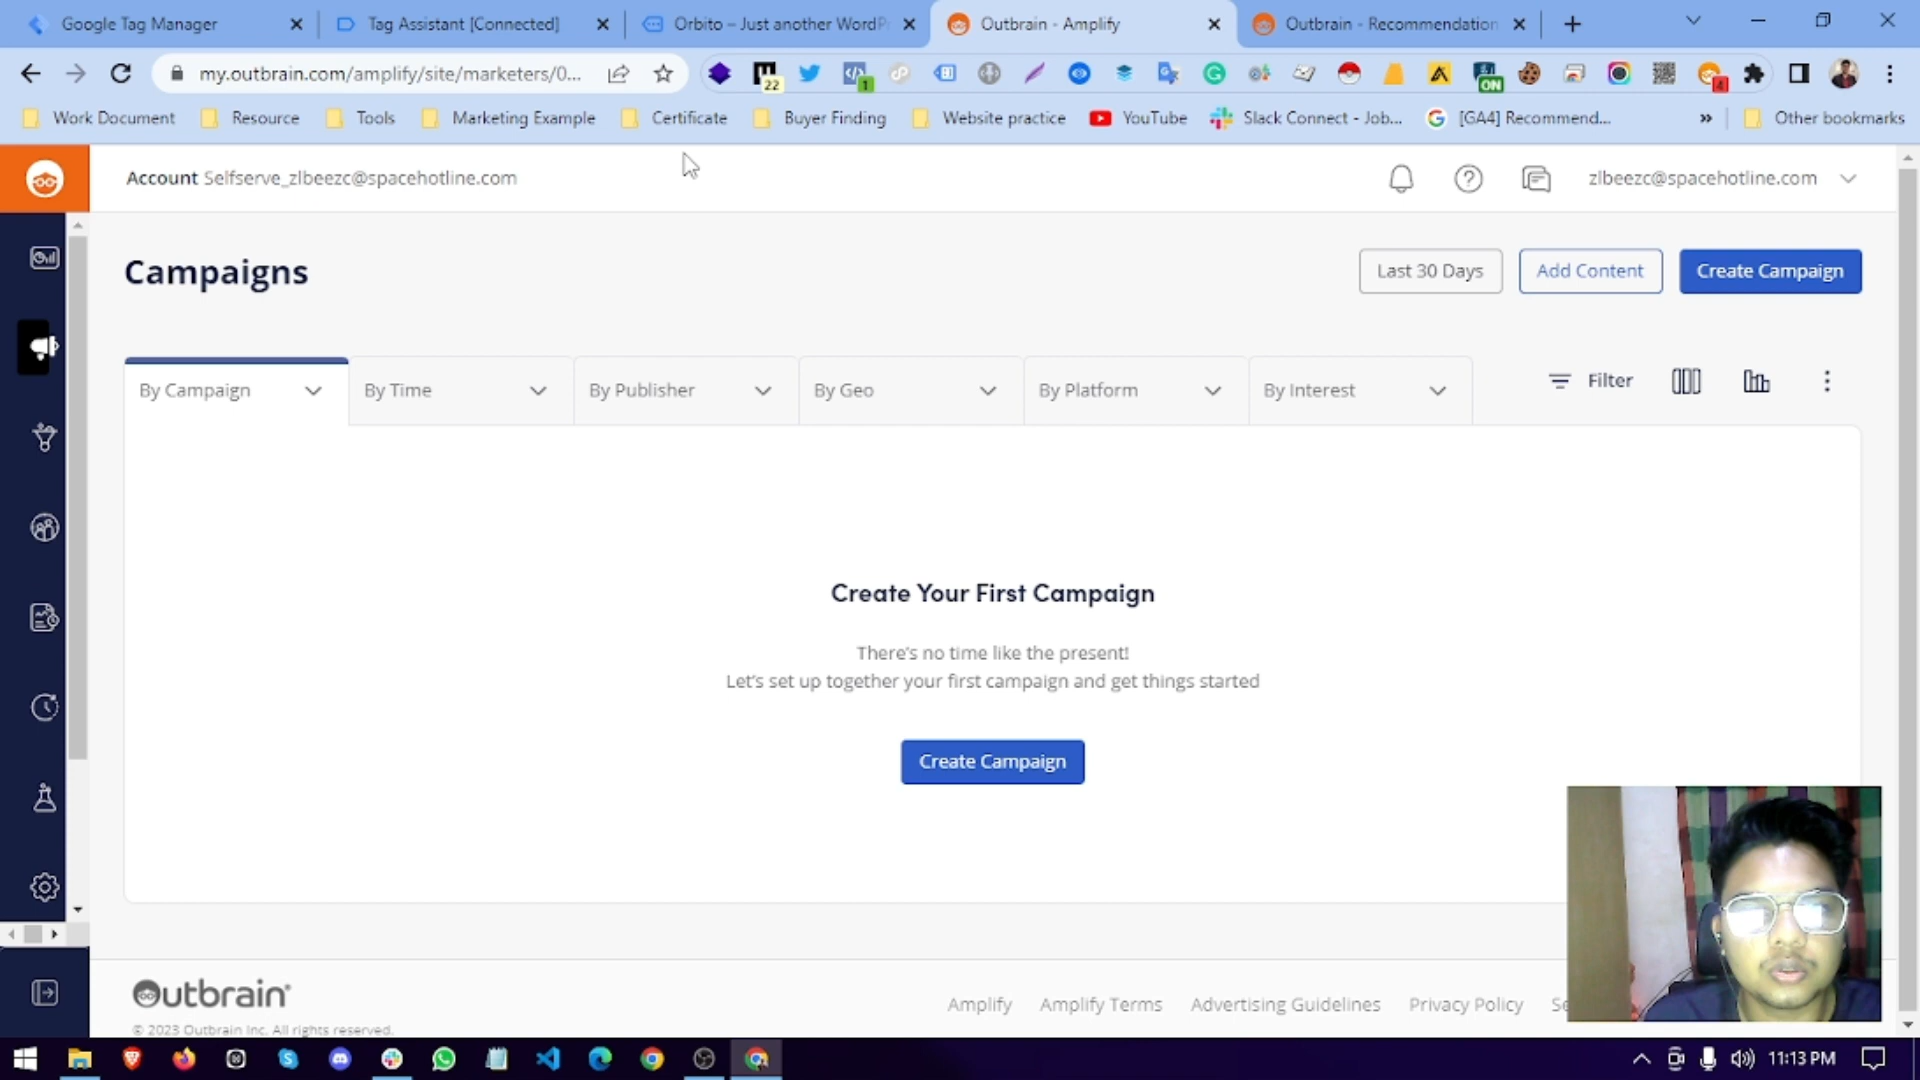 Google Tag Manager
Tag Assistant [Connected]
Orbito – Just another WordP
Outbrain - Amplify
Outbrain - Recommendation
my.outbrain.com/amplify/site/marketers/0...
22
1
ON
4
Work Document
Resource
Tools
Marketing Example
Certificate
Buyer Finding
Website practice
YouTube
Slack Connect - Job...
[GA4] Recommend...
»
Other bookmarks
Account Selfserve_zlbeezc@spacehotline.com
zlbeezc@spacehotline.com
Campaigns
Last 30 Days
Add Content
Create Campaign
By Campaign
By Time
By Publisher
By Geo
By Platform
By Interest
Filter
Create Your First Campaign
There's no time like the present!
Let's set up together your first campaign and get things started
Create Campaign
Outbrain
Amplify
Amplify Terms
Advertising Guidelines
Privacy Policy
© 2023 Outbrain Inc. All rights reserved.
11:13 PM